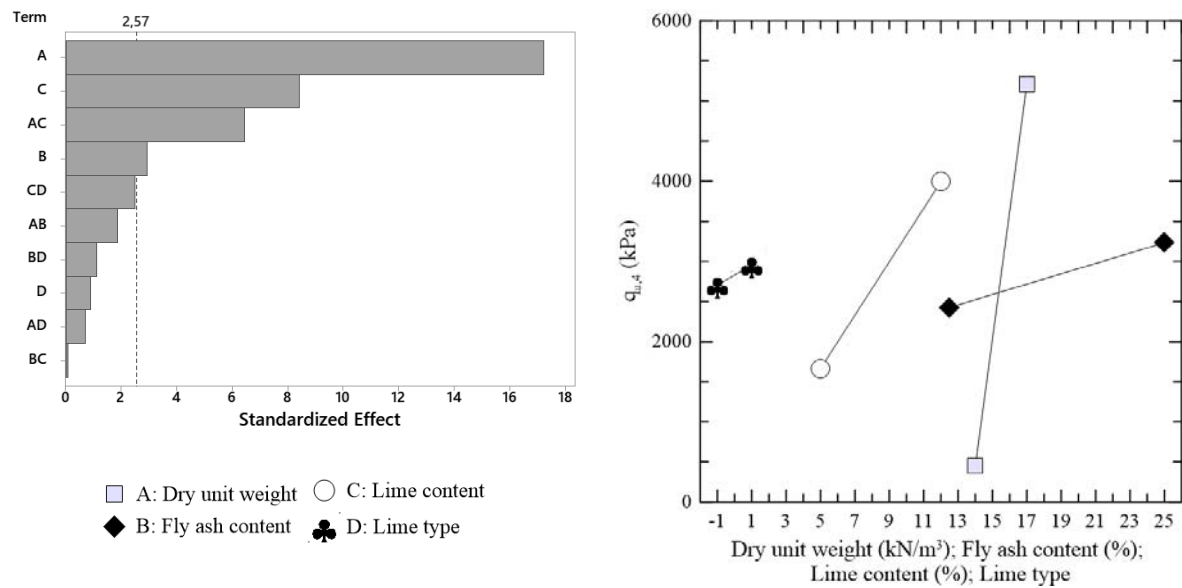 Term
2,57
A
C
AC
B
CD
AB
BD
D
AD
BC
0 2 4 6 8 10 12 14 16 18
Standardized Effect
A: Dry unit weight
C: Lime content
B: Fly ash content
D: Lime type
6000
4000
2000
0
qu,4 (kPa)
-1 1 3 5 7 9 11 13 15 17 19 21 23 25
Dry unit weight (kN/m³); Fly ash content (%);
Lime content (%); Lime type